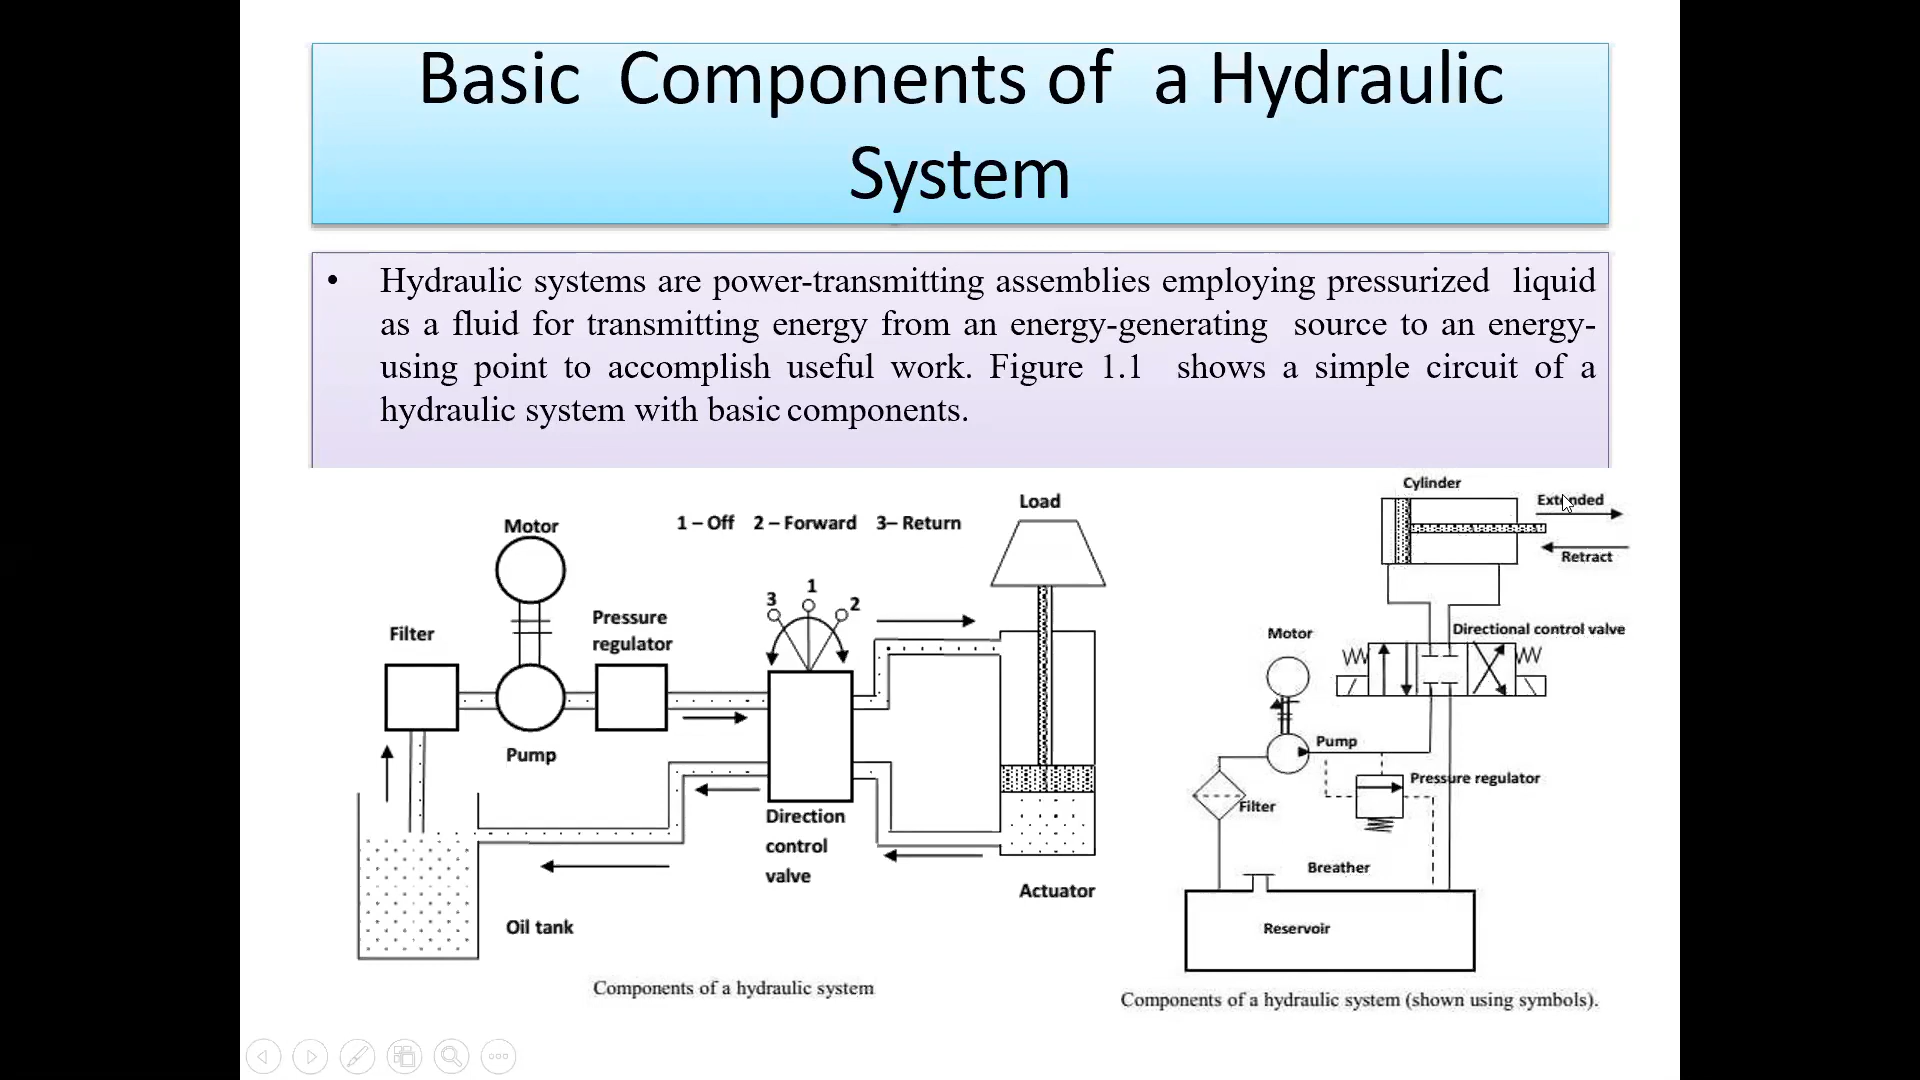 Basic Components of a Hydraulic
System
• Hydraulic systems are power-transmitting assemblies employing pressurized liquid
as a fluid for transmitting energy from an energy-generating source to an energy-
using point to accomplish useful work. Figure 1.1 shows a simple circuit of a
hydraulic system with basic components.
Load
1 – Off 2 – Forward 3– Return
Motor
1
3
2
Pressure
regulator
Filter
Pump
Direction
control
valve
Actuator
Oil tank
Components of a hydraulic system
Cylinder
Extended
Retract
Directional control valve
Motor
Pump
Pressure regulator
Filter
Breather
Reservoir
Components of a hydraulic system (shown using symbols).